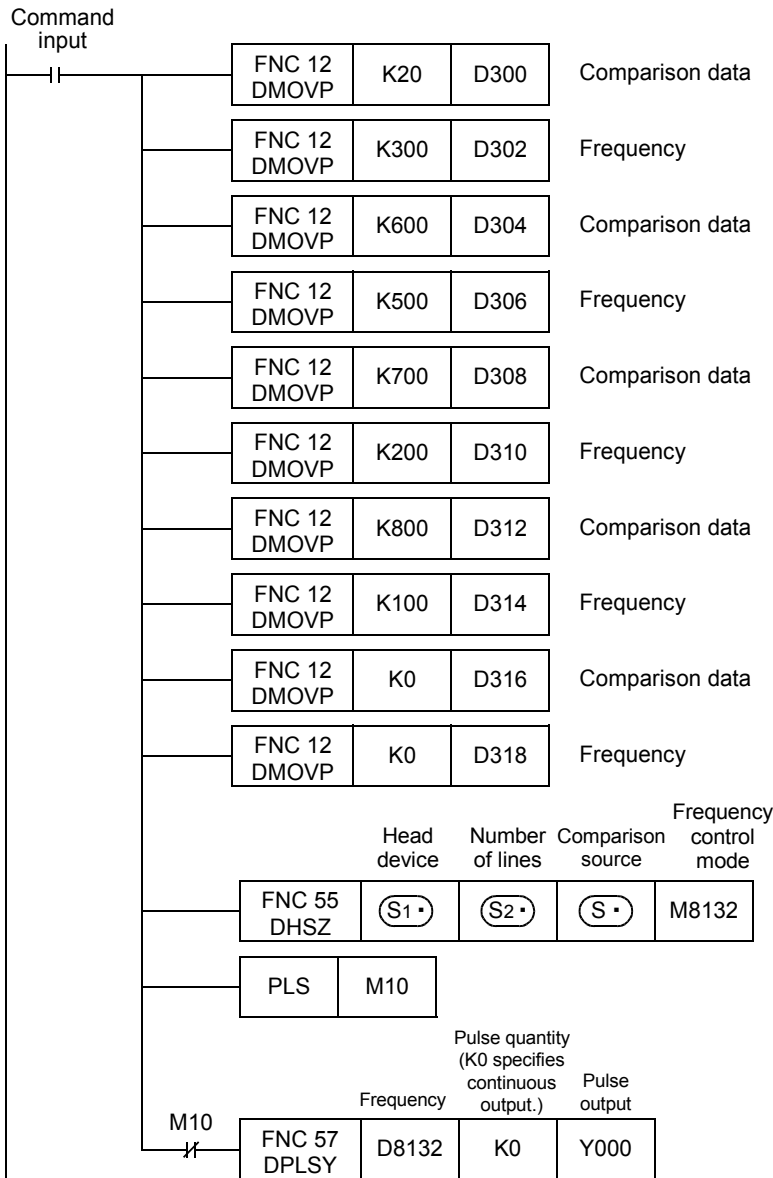 Command
input
FNC 12
DMOVP K20 D300 Comparison data
FNC 12
DMOVP K300 D302 Frequency
FNC 12
DMOVP K600 D304 Comparison data
FNC 12
DMOVP K500 D306 Frequency
FNC 12
DMOVP K700 D308 Comparison data
FNC 12
DMOVP K200 D310 Frequency
FNC 12
DMOVP K800 D312 Comparison data
FNC 12
DMOVP K100 D314 Frequency
FNC 12
DMOVP K0 D316 Comparison data
FNC 12
DMOVP K0 D318 Frequency
Head
device
Number
of lines
Comparison
source
Frequency
control
mode
FNC 55
DHSZ S1· S2· S· M8132
PLS M10
Frequency
Pulse quantity
(K0 specifies
continuous
output.)
Pulse
output
M10
FNC 57
DPLSY D8132 K0 Y000